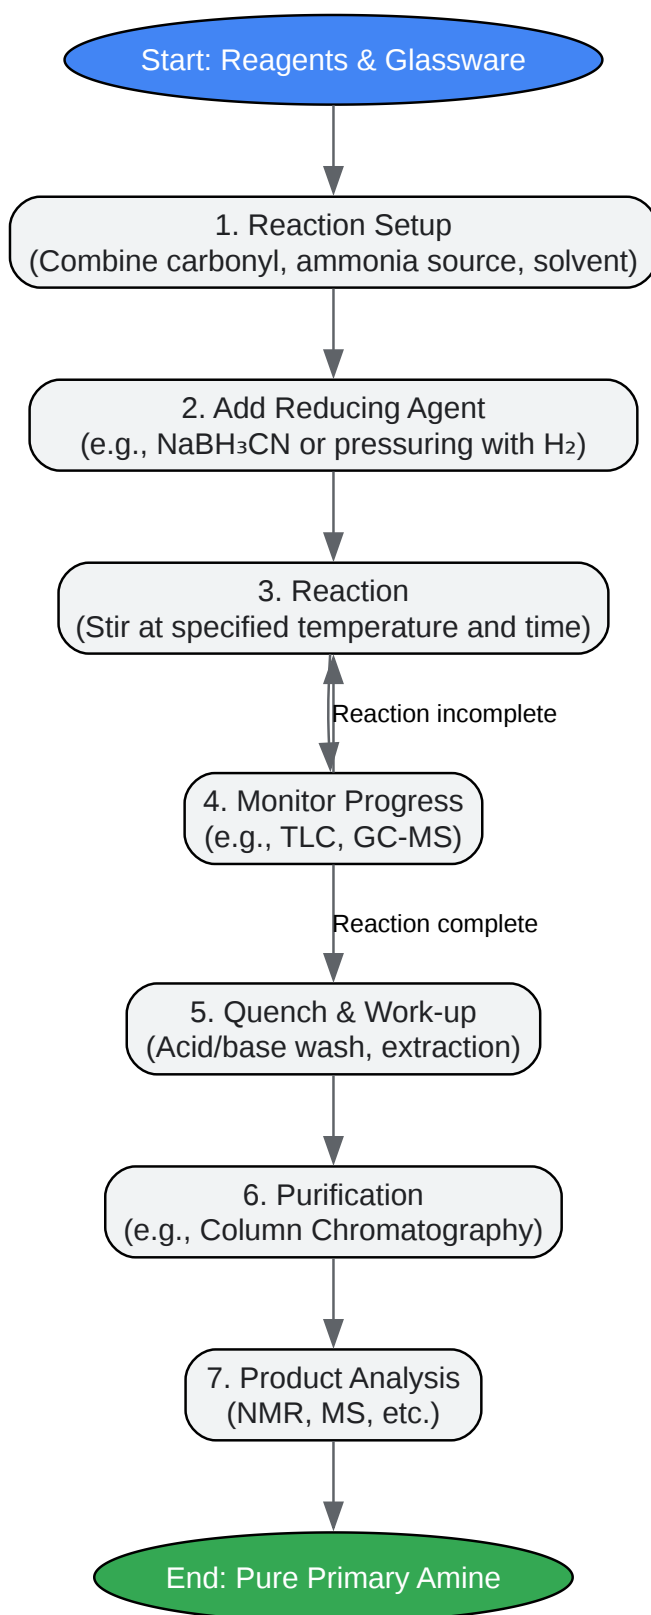 Start: Reagents & Glassware
1. Reaction Setup
(Combine carbonyl, ammonia source, solvent)
2. Add Reducing Agent
(e.g., NaBH₃CN or pressuring with H₂)
3. Reaction
(Stir at specified temperature and time)
Reaction incomplete
4. Monitor Progress
(e.g., TLC, GC-MS)
Reaction complete
5. Quench & Work-up
(Acid/base wash, extraction)
6. Purification
(e.g., Column Chromatography)
7. Product Analysis
(NMR, MS, etc.)
End: Pure Primary Amine